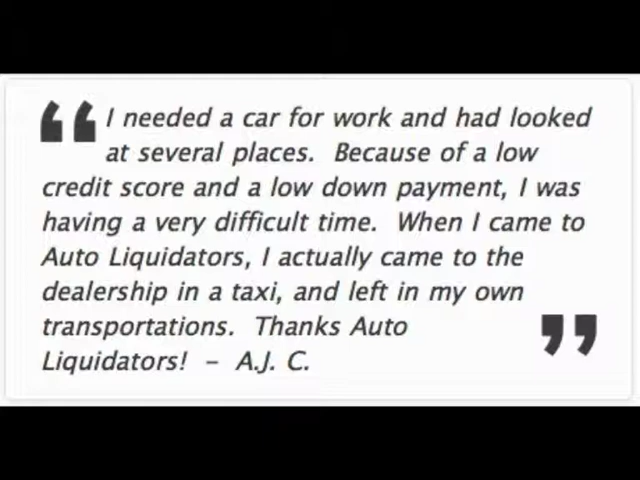 I needed a car for work and had looked
at several places.  Because of a low
credit score and a low down payment, I was
having a very difficult time.  When I came to
Auto Liquidators, I actually came to the
dealership in a taxi, and left in my own
transportations.  Thanks Auto
Liquidators!  –  A.J. C.